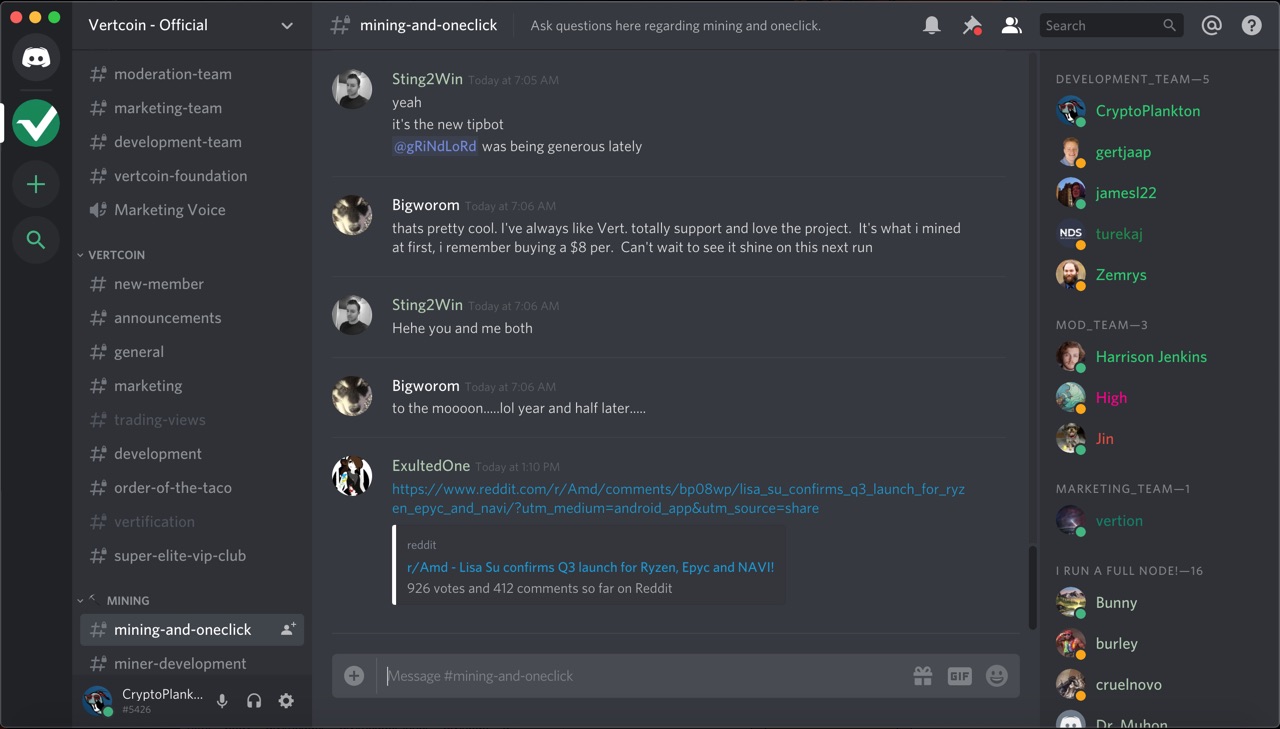 Vertcoin - Official
moderation-team
marketing-team
development-team
vertcoin-foundation
Marketing Voice
VERTCOIN
new-member
announcements
general
marketing
trading-views
development
order-of-the-taco
vertification
super-elite-vip-club
MINING
mining-and-oneclick
miner-development
CryptoPlank...
#5426
mining-and-oneclick
Ask questions here regarding mining and oneclick.
Search
Sting2Win Today at 7:05 AM
yeah
it's the new tipbot
@gRiNdLoRd was being generous lately
Bigworom Today at 7:06 AM
thats pretty cool. I've always like Vert. totally support and love the project. It's what i mined
at first, i remember buying a $8 per. Can't wait to see it shine on this next run
Sting2Win Today at 7:06 AM
Hehe you and me both
Bigworom Today at 7:06 AM
to the moooon.....lol year and half later.....
ExultedOne Today at 1:10 PM
https://www.reddit.com/r/Amd/comments/bp08wp/lisa_su_confirms_q3_launch_for_ryz
en_epyc_and_navi/?utm_medium=android_app&utm_source=share
reddit
r/Amd - Lisa Su confirms Q3 launch for Ryzen, Epyc and NAVI!
926 votes and 412 comments so far on Reddit
Message #mining-and-oneclick
GIF
DEVELOPMENT_TEAM—5
CryptoPlankton
gertjaap
jamesl22
NDS
turekaj
Zemrys
MOD_TEAM—3
Harrison Jenkins
High
Jin
MARKETING_TEAM—1
vertion
I RUN A FULL NODE!—16
Bunny
burley
cruelnovo
Dr. Muhon